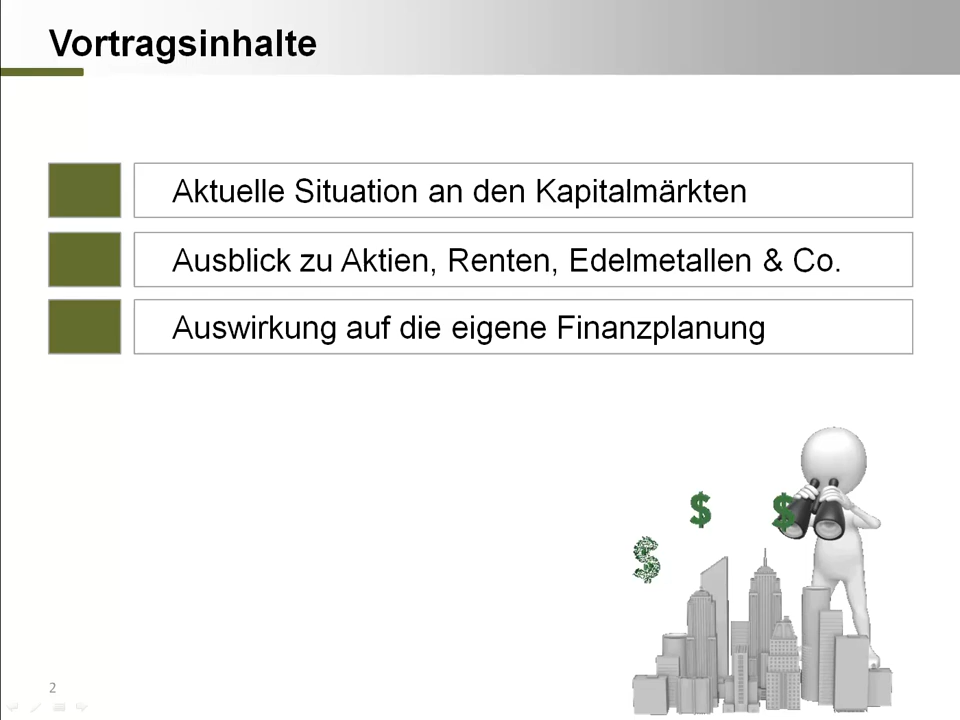 Vortragsinhalte
Aktuelle Situation an den Kapitalmärkten
Ausblick zu Aktien, Renten, Edelmetallen & Co.
Auswirkung auf die eigene Finanzplanung
$ $
$
2